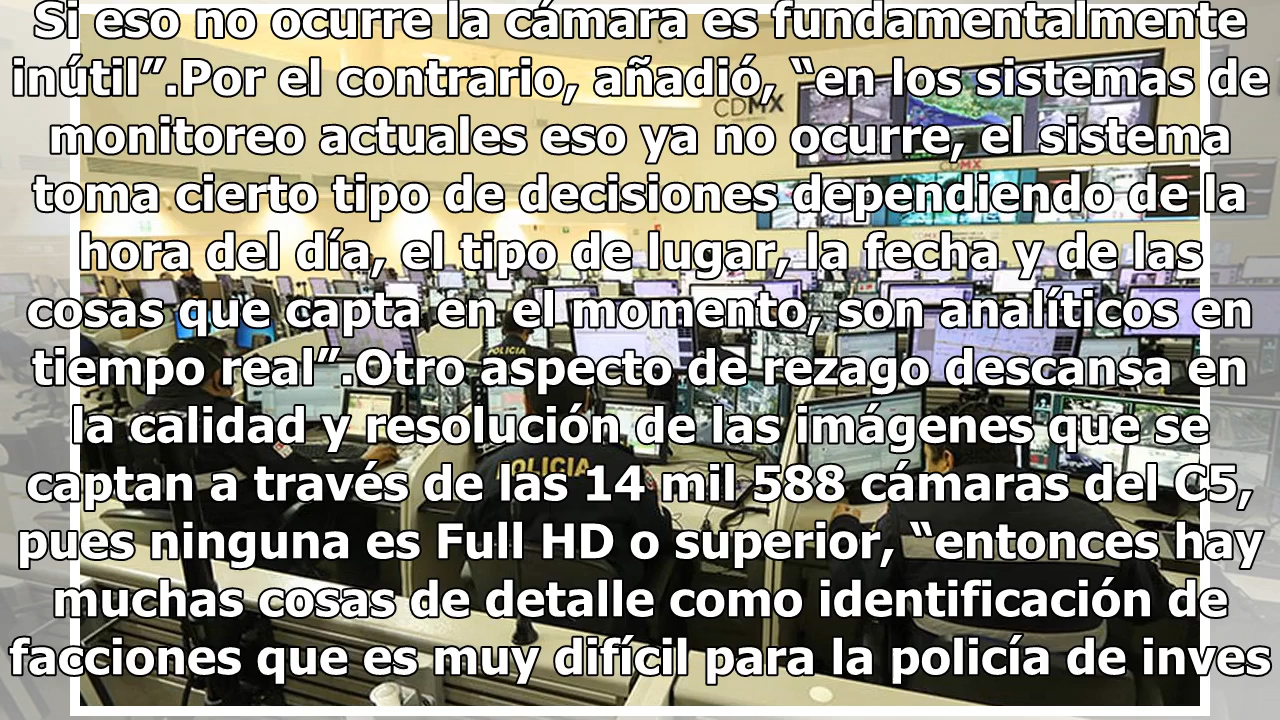 Si eso no ocurre la cámara es fundamentalmente
inútil”.Por el contrario, añadió, “en los sistemas de
monitoreo actuales eso ya no ocurre, el sistema
toma cierto tipo de decisiones dependiendo de la
hora del día, el tipo de lugar, la fecha y de las
cosas que capta en el momento, son analíticos en
tiempo real”.Otro aspecto de rezago descansa en
la calidad y resolución de las imágenes que se
captan a través de las 14 mil 588 cámaras del C5,
pues ninguna es Full HD o superior, “entonces hay
muchas cosas de detalle como identificación de
facciones que es muy difícil para la policía de inves
CDMX
CDMX
CDMX
POLICIA
POLICIA